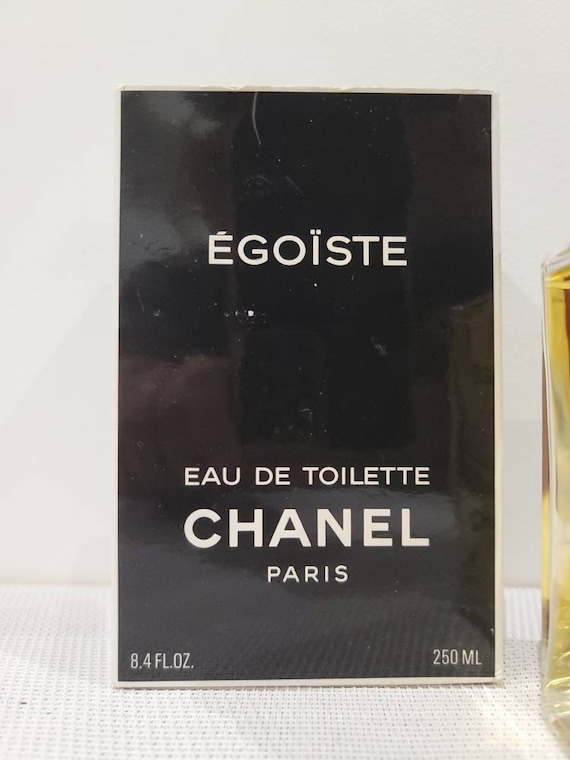 ÉGOÏSTE
EAU DE TOILETTE
CHANEL
PARIS
8.4 FL.OZ. 250 ML